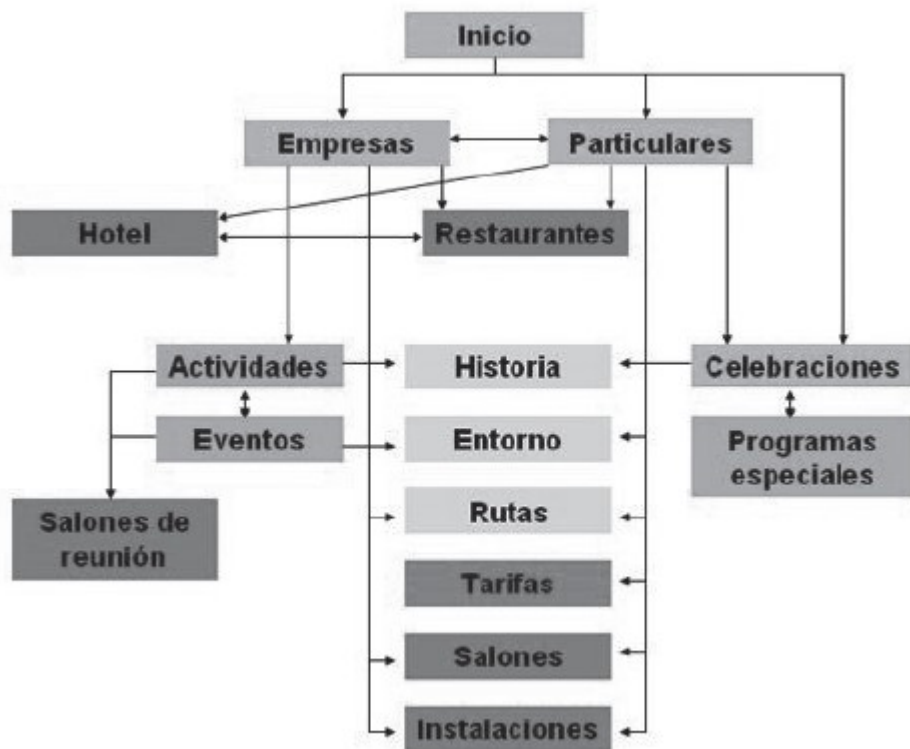 Inicio
Empresas
Particulares
Hotel
Restaurantes
Actividades
Historia
Celebraciones
Eventos
Entorno
Programas
especiales
Salones de
reunión
Rutas
Tarifas
Salones
Instalaciones